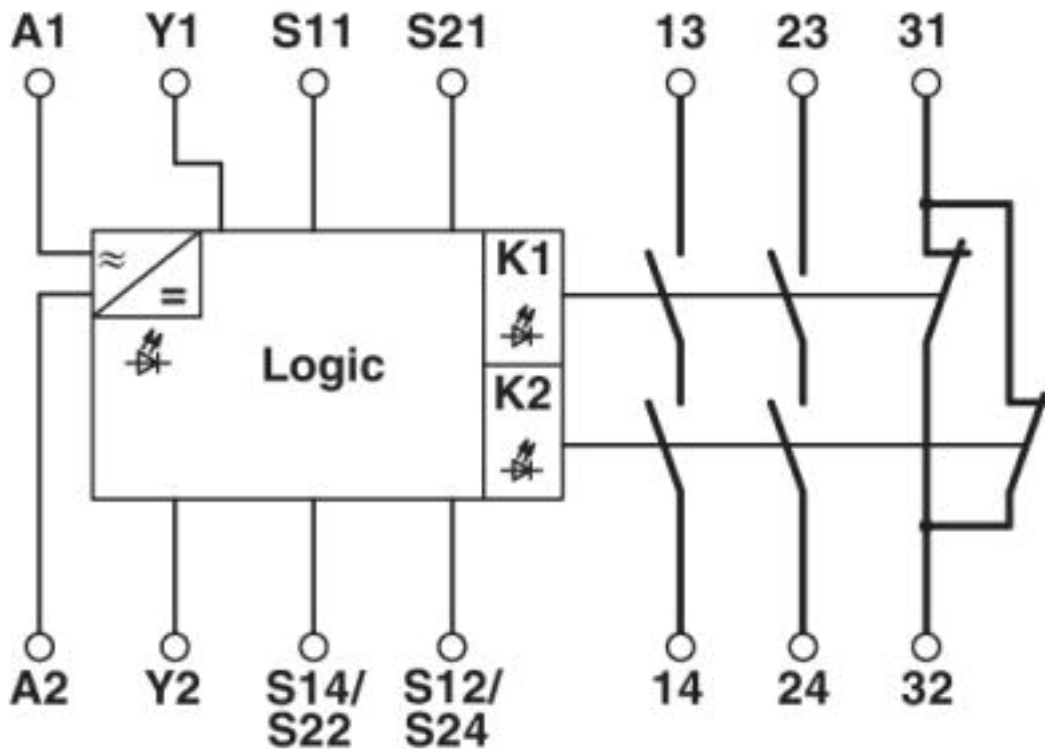 A1 Y1 S11 S21 13 23 31
≈
=
K1
Logic
K2
A2 Y2 S14/ S12/ 14 24 32
S22 S24